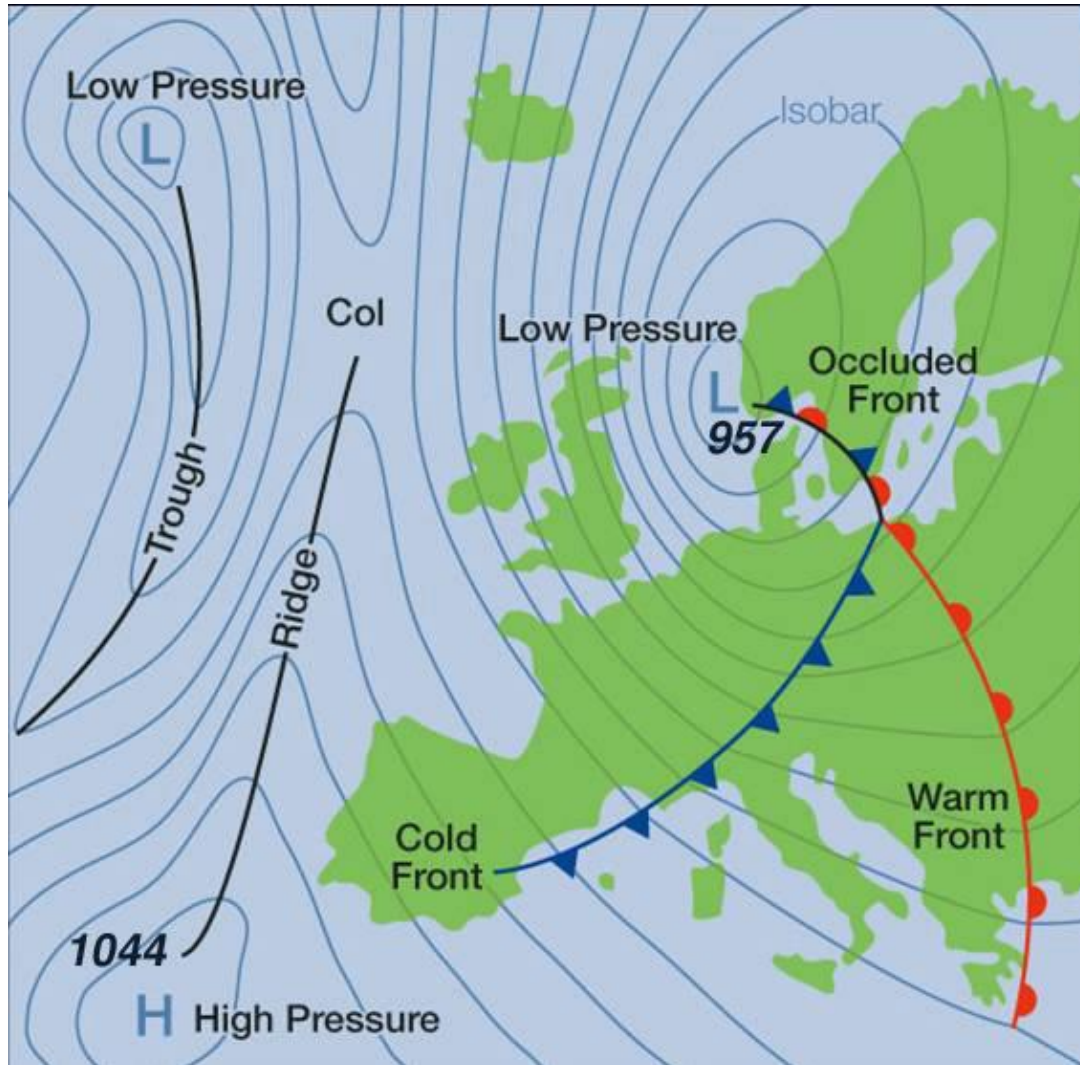 Low Pressure
L
Isobar
Col
Low Pressure
L
957
Occluded
Front
Trough
Ridge
Warm
Front
Cold
Front
1044
H High Pressure